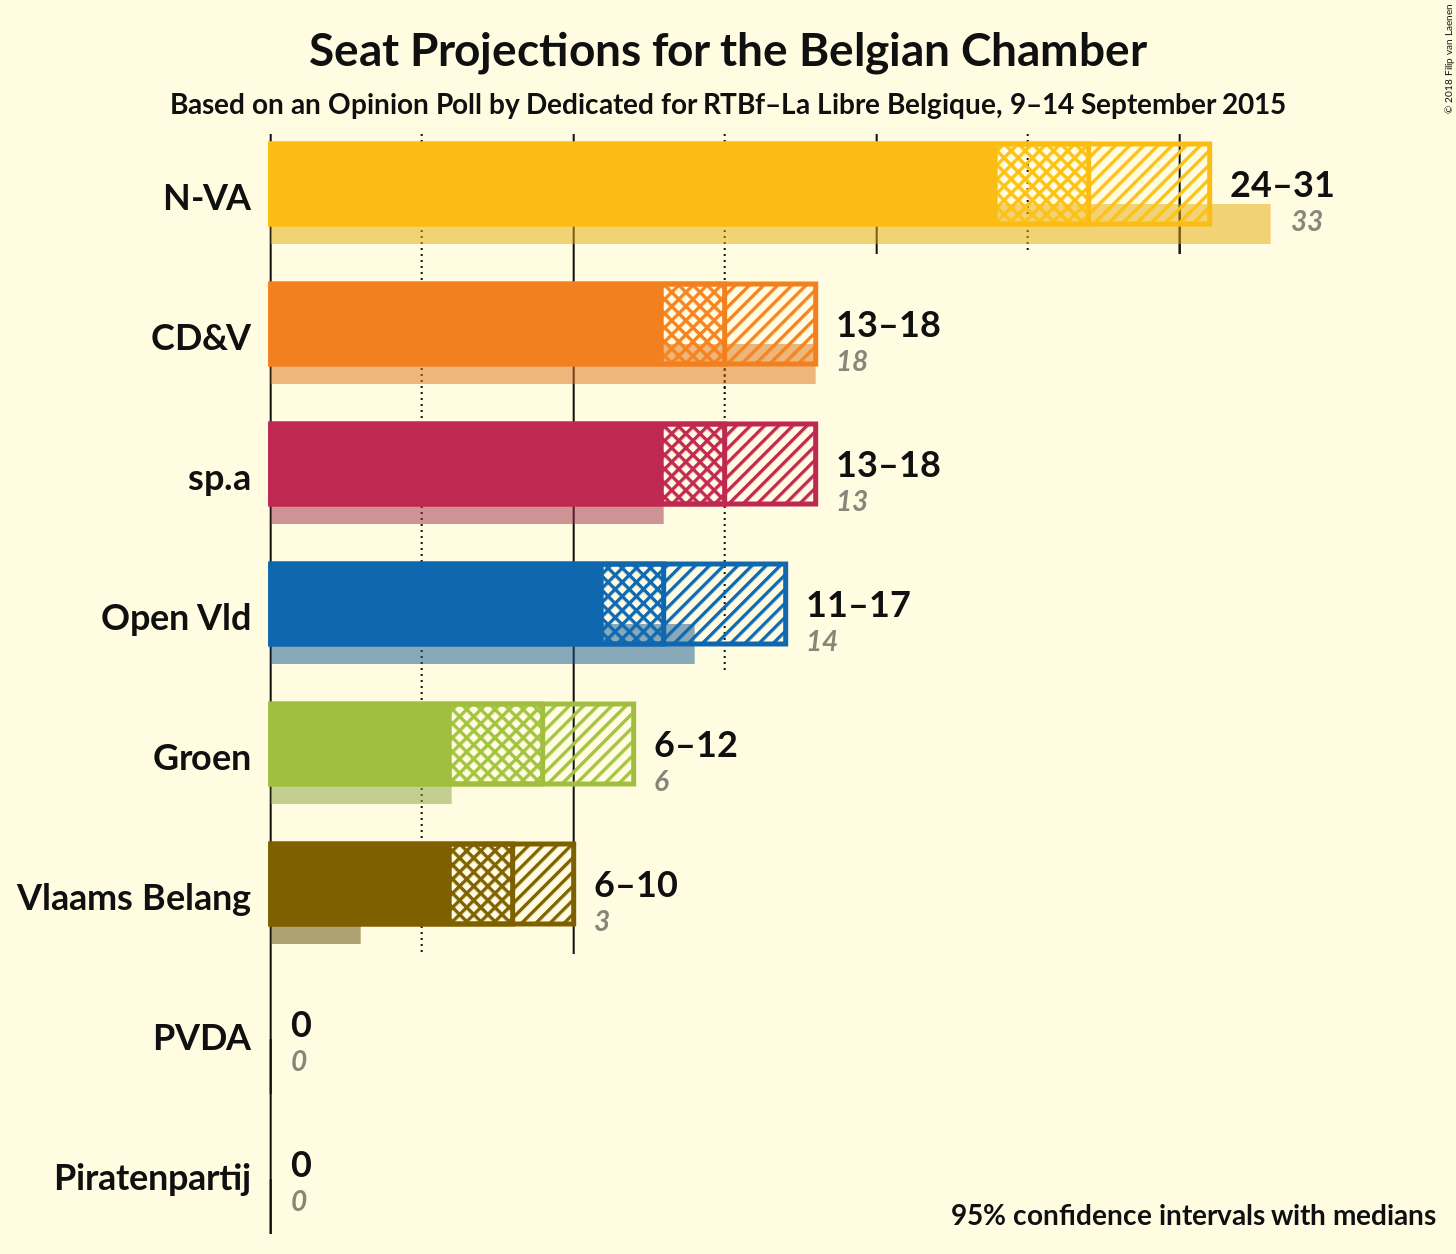 Seat Projections for the Belgian Chamber
Based on an Opinion Poll by Dedicated for RTBf–La Libre Belgique, 9–14 September 2015
© 2018 Filip van Laenen
N-VA
24–31
33
CD&V
13–18
18
sp.a
13–18
13
Open Vld
11–17
14
Groen
6–12
6
Vlaams Belang
6–10
3
PVDA
0
0
Piratenpartij
0
0
95% confidence intervals with medians